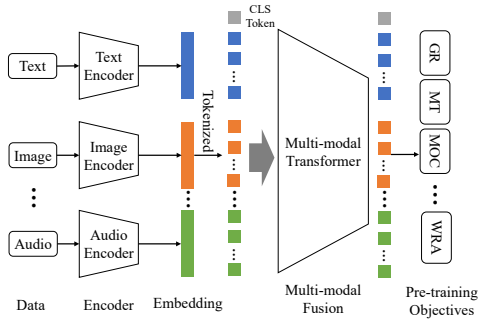 CLS
Token
Text
Text
Encoder
Tokenized
Image
Image
Encoder
Multi-modal
Transformer
Audio
Audio
Encoder
GR
MT
MOC
WRA
Data
Encoder
Embedding
Multi-modal
Fusion
Pre-training
Objectives